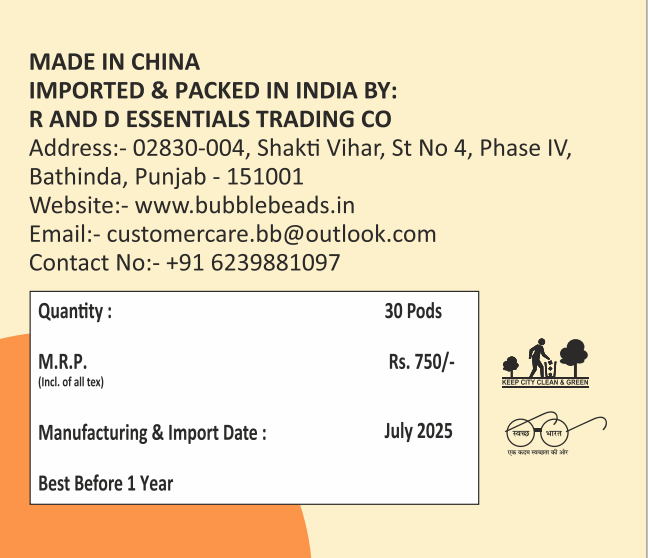 MADE IN CHINA
IMPORTED & PACKED IN INDIA BY:
R AND D ESSENTIALS TRADING CO
Address:- 02830-004, Shakti Vihar, St No 4, Phase IV,
Bathinda, Punjab - 151001
Website:- www.bubblebeads.in
Email:- customercare.bb@outlook.com
Contact No:- +91 6239881097
Quantity : 30 Pods
M.R.P. Rs. 750/-
(Incl. of all tex)
Manufacturing & Import Date : July 2025
Best Before 1 Year
KEEP CITY CLEAN & GREEN
स्वच्छ भारत
एक कदम स्वच्छता की ओर